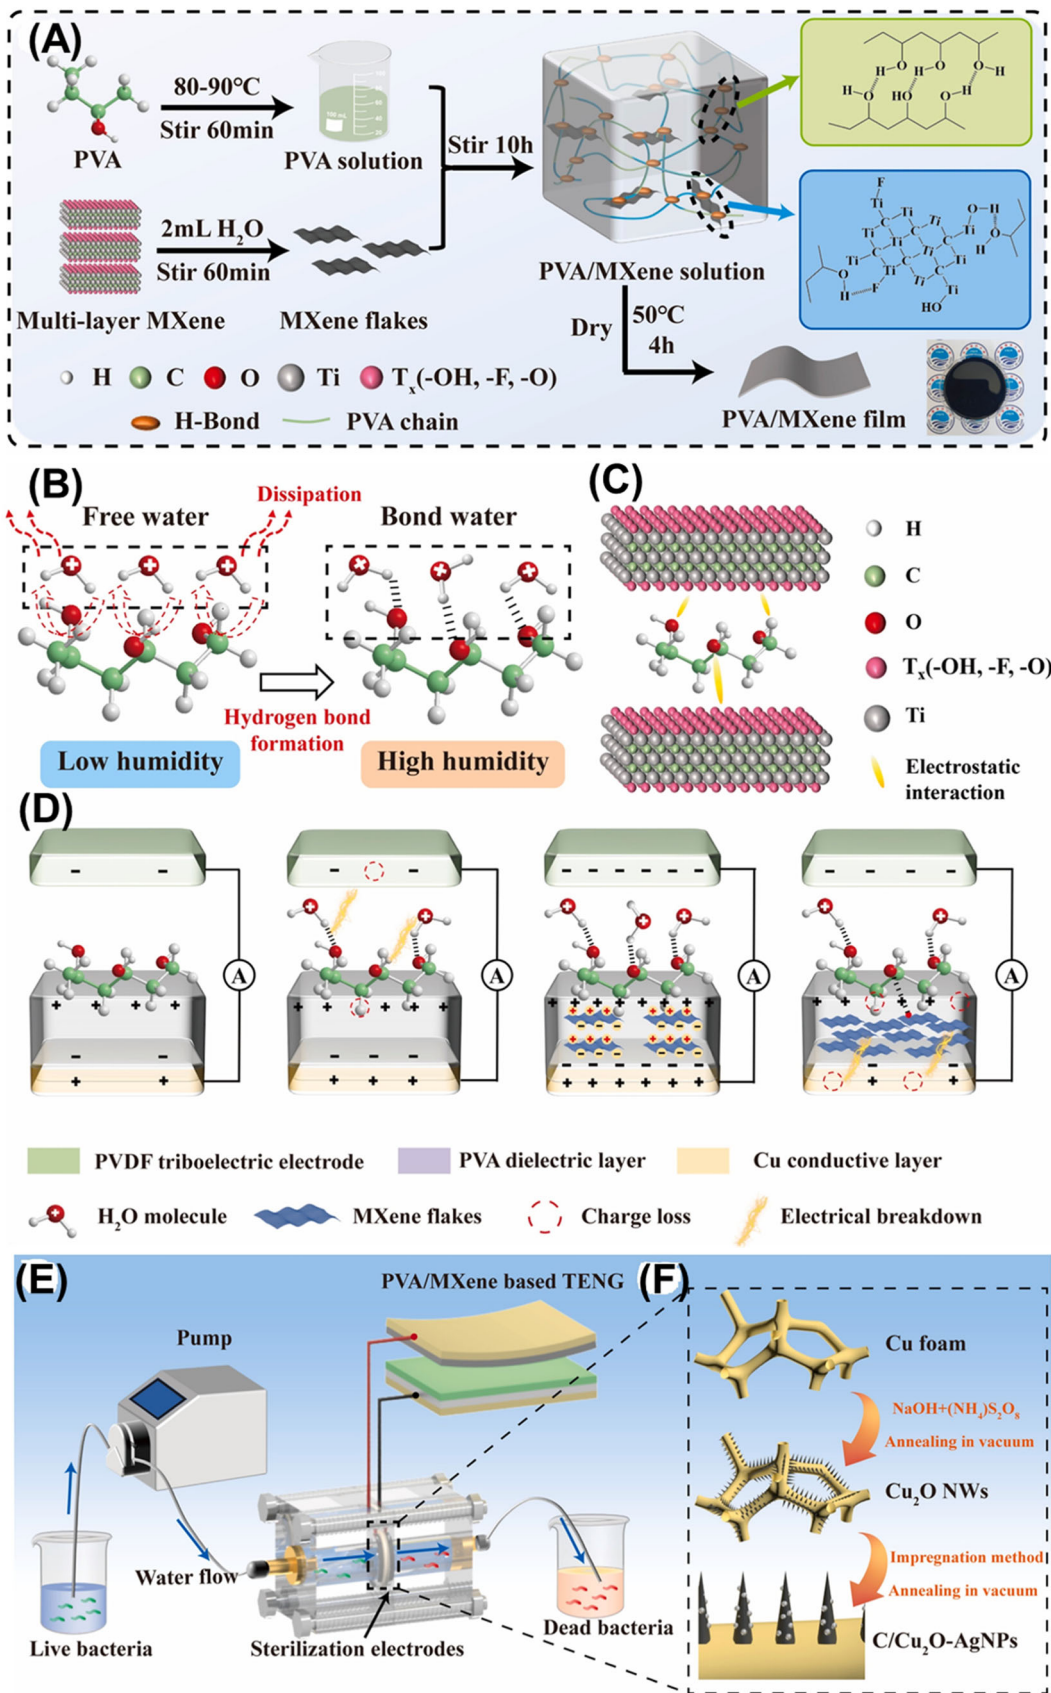 (A)
PVA
80-90℃
Stir 60min
PVA solution
Stir 10h
Multi-layer MXene
2mL H₂O
Stir 60min
MXene flakes
PVA/MXene solution
Dry
50℃
4h
PVA/MXene film
H
C
O
Ti
Tₓ(-OH, -F, -O)
H-Bond
PVA chain
(B)
Free water
Dissipation
Bond water
Hydrogen bond
formation
Low humidity
High humidity
(C)
H
C
O
Tₓ(-OH, -F, -O)
Ti
Electrostatic
interaction
(D)
A
A
A
A
PVDF triboelectric electrode
PVA dielectric layer
Cu conductive layer
H₂O molecule
MXene flakes
Charge loss
Electrical breakdown
(E)
PVA/MXene based TENG
Pump
Water flow
Live bacteria
Sterilization electrodes
Dead bacteria
(F)
Cu foam
NaOH+(NH₄)S₂O₈
Annealing in vacuum
Cu₂O NWs
Impregnation method
Annealing in vacuum
C/Cu₂O-AgNPs